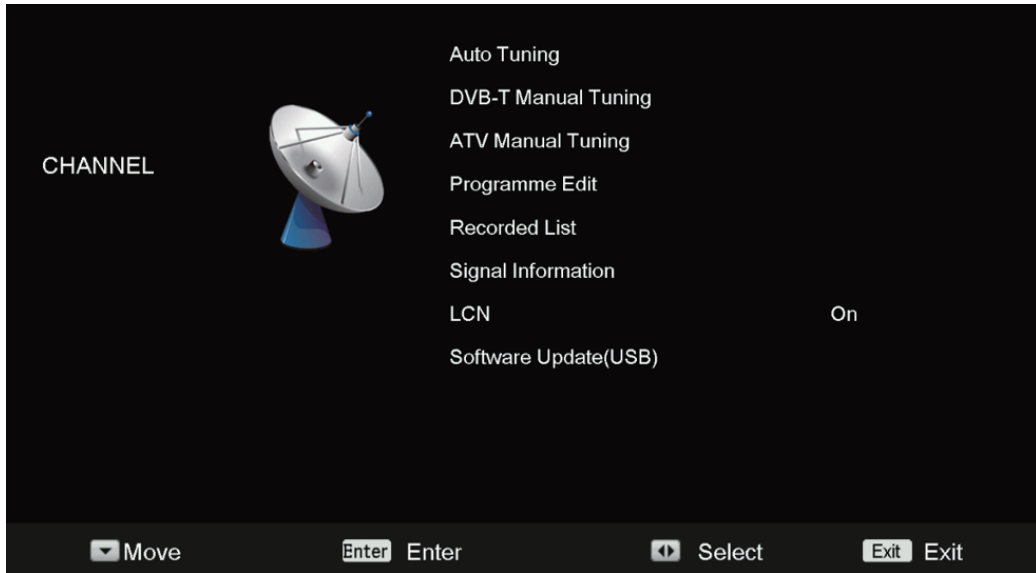 CHANNEL
Auto Tuning
DVB-T Manual Tuning
ATV Manual Tuning
Programme Edit
Recorded List
Signal Information
LCN On
Software Update(USB)
Move Enter Enter Select Exit Exit